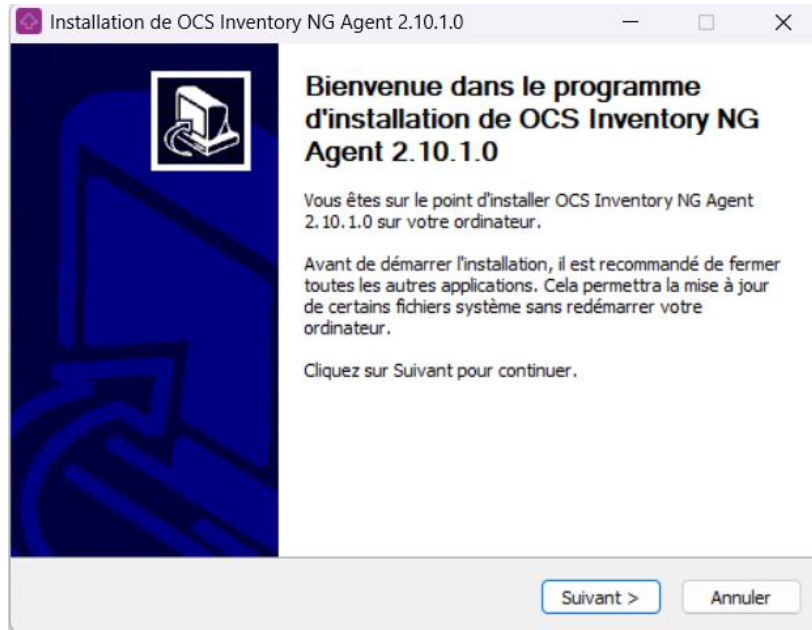 Installation de OCS Inventory NG Agent 2.10.1.0
Bienvenue dans le programme
d'installation de OCS Inventory NG
Agent 2.10.1.0
Vous êtes sur le point d'installer OCS Inventory NG Agent
2.10.1.0 sur votre ordinateur.
Avant de démarrer l'installation, il est recommandé de fermer
toutes les autres applications. Cela permettra la mise à jour
de certains fichiers système sans redémarrer votre
ordinateur.
Cliquez sur Suivant pour continuer.
Suivant >
Annuler